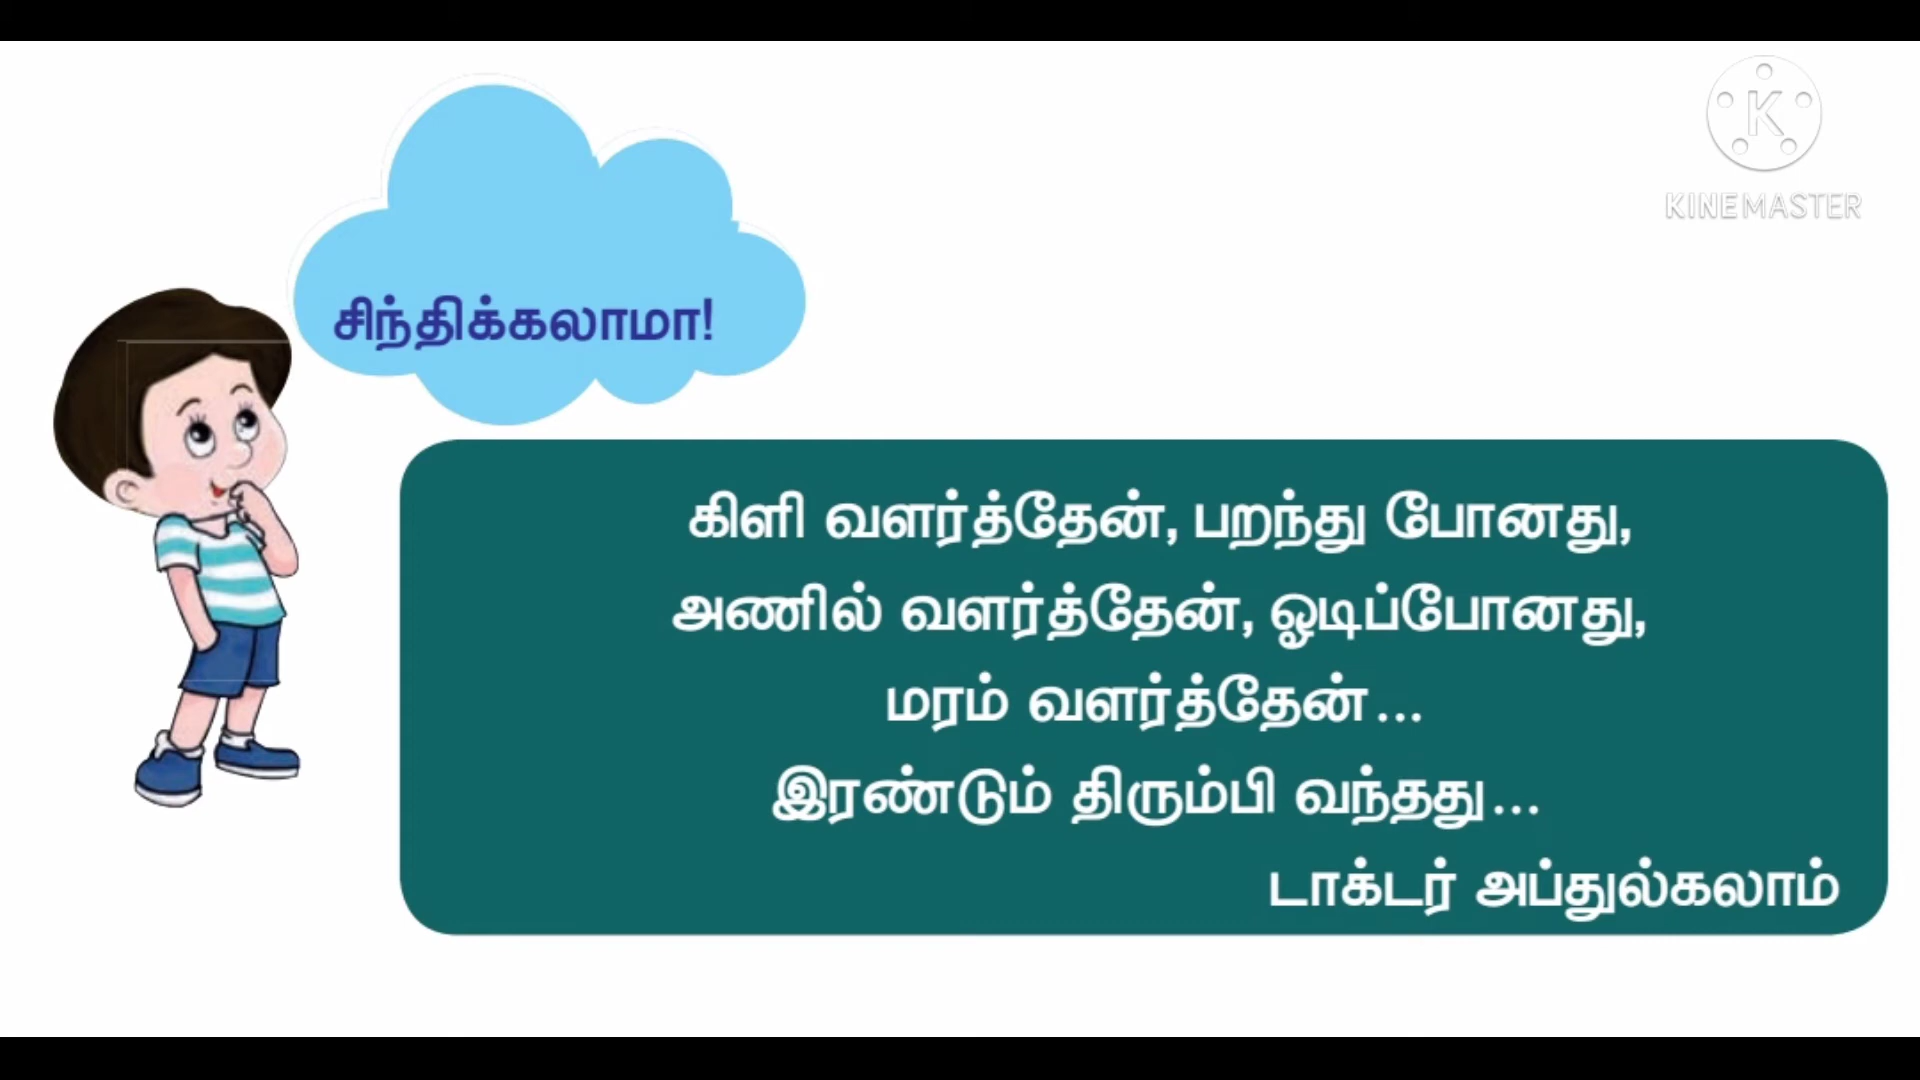 KINEMASTER
சிந்திக்கலாமா!
கிளி வளர்த்தேன், பறந்து போனது,
அணில் வளர்த்தேன், ஓடிப்போனது,
மரம் வளர்த்தேன்...
இரண்டும் திரும்பி வந்தது...
டாக்டர் அப்துல்கலாம்